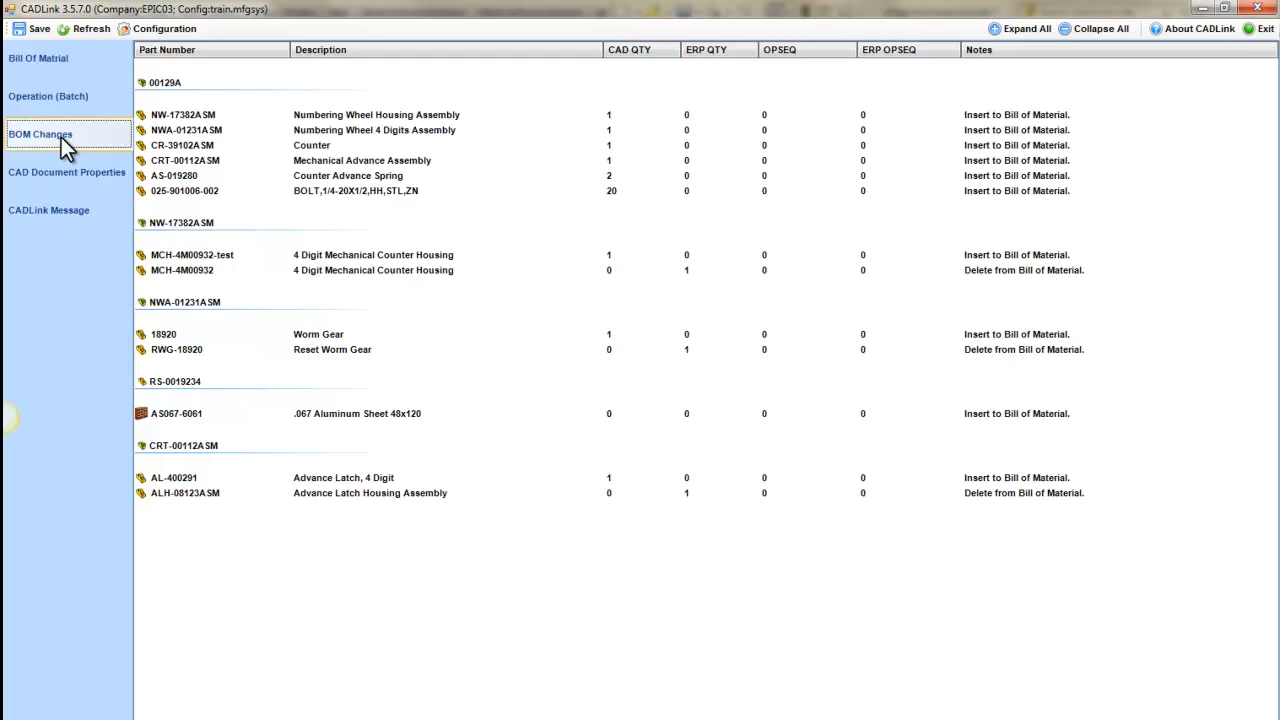 CADLink 3.5.7.0 (Company:EPIC03; Config:train.mfgsys)
Save Refresh Configuration Expand All Collapse All About CADLink Exit
Bill Of Matrial
Operation (Batch)
BOM Changes
CAD Document Properties
CADLink Message
Part Number Description CAD QTY ERP QTY OPSEQ ERP OPSEQ Notes
00129A
NW-17382ASM Numbering Wheel Housing Assembly 1 0 0 0 Insert to Bill of Material.
NWA-01231ASM Numbering Wheel 4 Digits Assembly 1 0 0 0 Insert to Bill of Material.
CR-39102ASM Counter 1 0 0 0 Insert to Bill of Material.
CRT-00112ASM Mechanical Advance Assembly 1 0 0 0 Insert to Bill of Material.
AS-019280 Counter Advance Spring 2 0 0 0 Insert to Bill of Material.
025-901006-002 BOLT,1/4-20X1/2,HH,STL,ZN 20 0 0 0 Insert to Bill of Material.
NW-17382ASM
MCH-4M00932-test 4 Digit Mechanical Counter Housing 1 0 0 0 Insert to Bill of Material.
MCH-4M00932 4 Digit Mechanical Counter Housing 0 1 0 0 Delete from Bill of Material.
NWA-01231ASM
18920 Worm Gear 1 0 0 0 Insert to Bill of Material.
RWG-18920 Reset Worm Gear 0 1 0 0 Delete from Bill of Material.
RS-0019234
AS067-6061 .067 Aluminum Sheet 48x120 0 0 0 0 Insert to Bill of Material.
CRT-00112ASM
AL-400291 Advance Latch, 4 Digit 1 0 0 0 Insert to Bill of Material.
ALH-08123ASM Advance Latch Housing Assembly 0 1 0 0 Delete from Bill of Material.